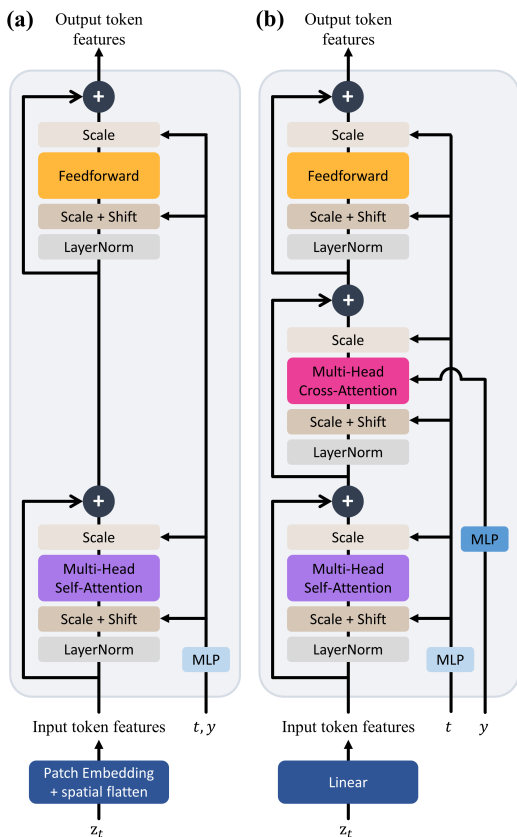 (a)
Output token
features
+
Scale
Feedforward
Scale + Shift
LayerNorm
+
Scale
Multi-Head
Self-Attention
Scale + Shift
LayerNorm
MLP
Input token features
t, y
Patch Embedding
+ spatial flatten
z_t
(b)
Output token
features
+
Scale
Feedforward
Scale + Shift
LayerNorm
+
Scale
Multi-Head
Cross-Attention
Scale + Shift
LayerNorm
+
Scale
Multi-Head
Self-Attention
Scale + Shift
LayerNorm
MLP
MLP
Input token features
t
y
Linear
z_t